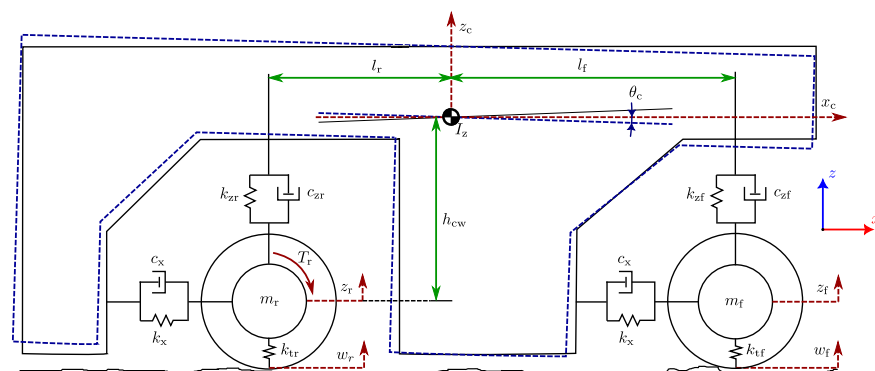 z_c
l_r
l_f
θ_c
x_c
I_z
k_zr
c_zr
k_zf
c_zf
z
h_cw
x
c_x
T_r
z_r
c_x
z_f
m_r
m_f
k_x
k_tr
w_r
k_x
k_tf
w_f